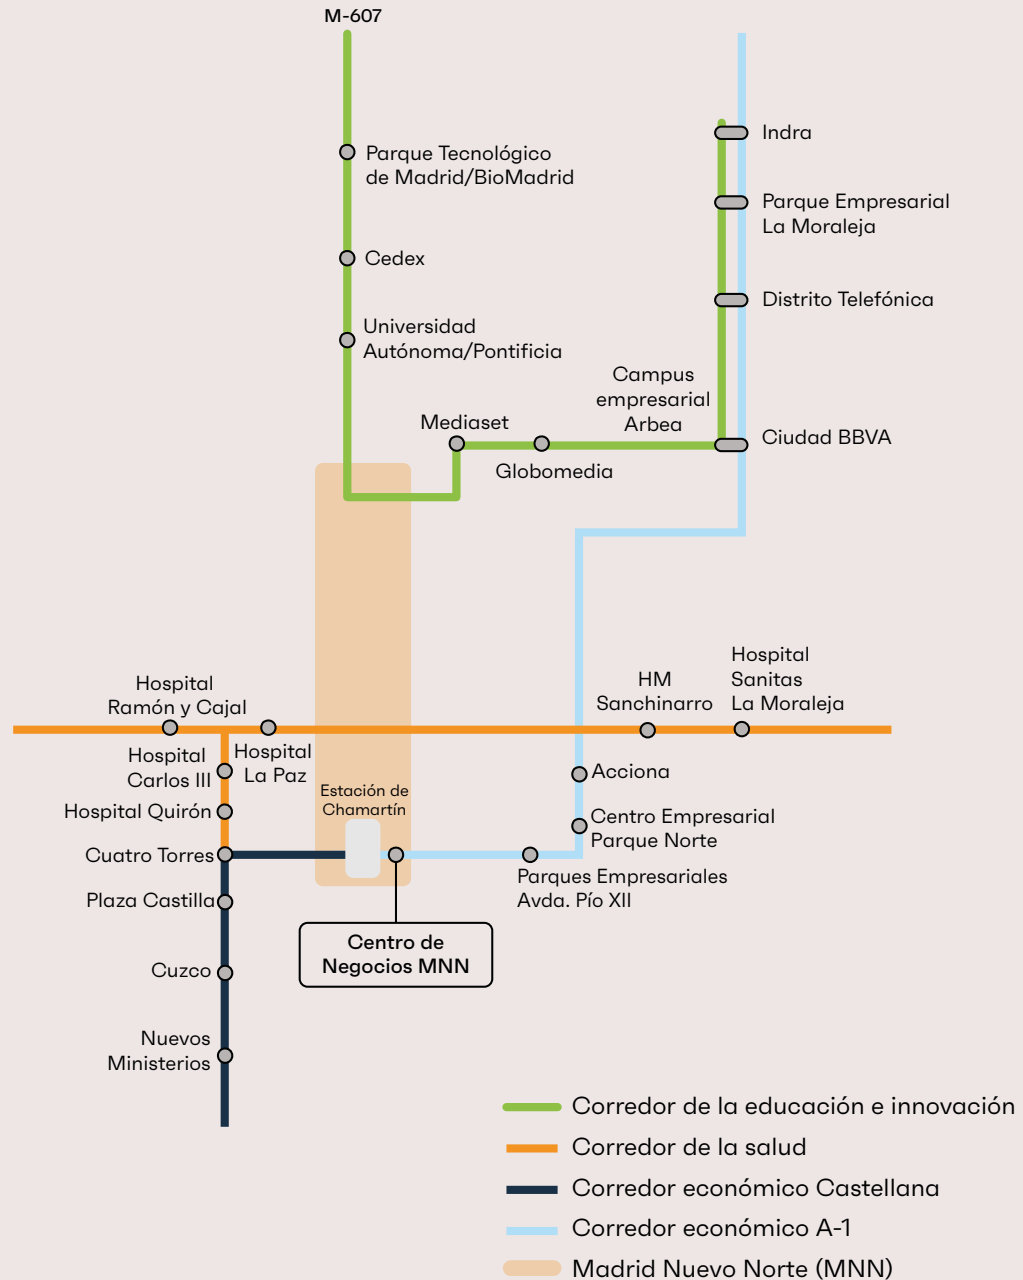 M-607
Indra
Parque Tecnológico
de Madrid/BioMadrid
Parque Empresarial
La Moraleja
Cedex
Distrito Telefónica
Universidad
Autónoma/Pontificia
Campus
empresarial
Arbea
Mediaset
Ciudad BBVA
Globomedia
Hospital
Sanitas
La Moraleja
HM
Sanchinarro
Hospital
Ramón y Cajal
Hospital
La Paz
Hospital
Carlos III
Acciona
Estación de
Chamartín
Hospital Quirón
Centro Empresarial
Parque Norte
Cuatro Torres
Parques Empresariales
Avda. Pío XII
Plaza Castilla
Centro de
Negocios MNN
Cuzco
Nuevos
Ministerios
Corredor de la educación e innovación
Corredor de la salud
Corredor económico Castellana
Corredor económico A-1
Madrid Nuevo Norte (MNN)